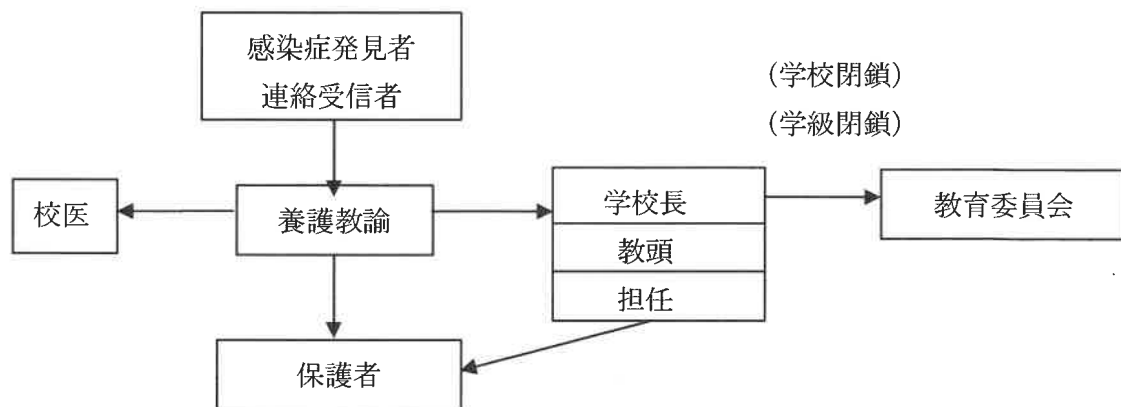 感染症発見者
連絡受信者
(学校閉鎖)
(学級閉鎖)
校医
養護教諭
学校長
教頭
担任
教育委員会
保護者